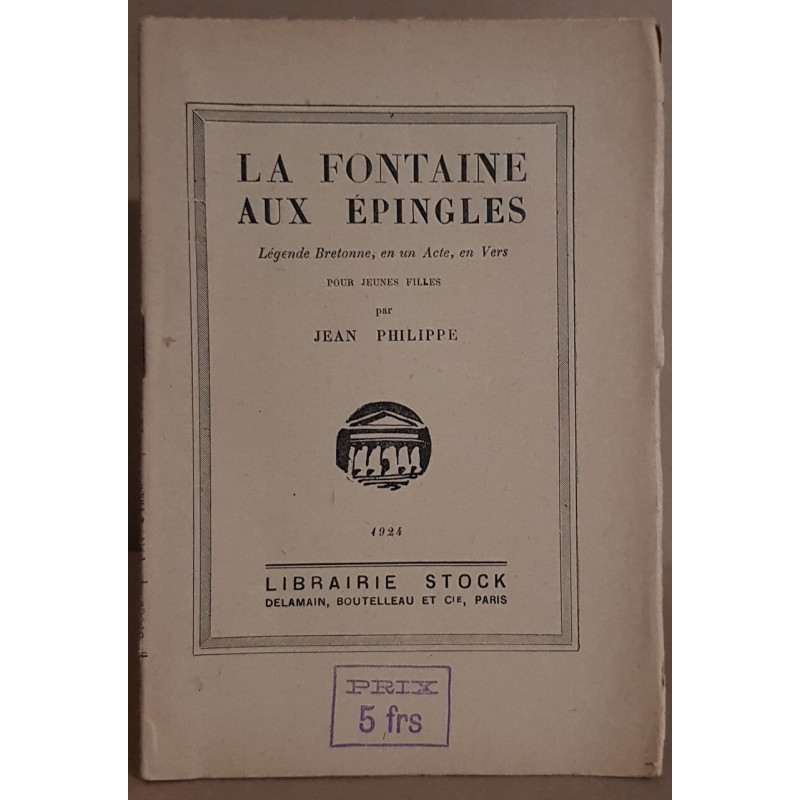 LA FONTAINE
AUX ÉPINGLES
Légende Bretonne, en un Acte, en Vers
POUR JEUNES FILLES
par
JEAN PHILIPPE
1924
LIBRAIRIE STOCK
DELAMAIN, BOUTELLEAU ET Cⁱᴱ, PARIS
PRIX
5 frs